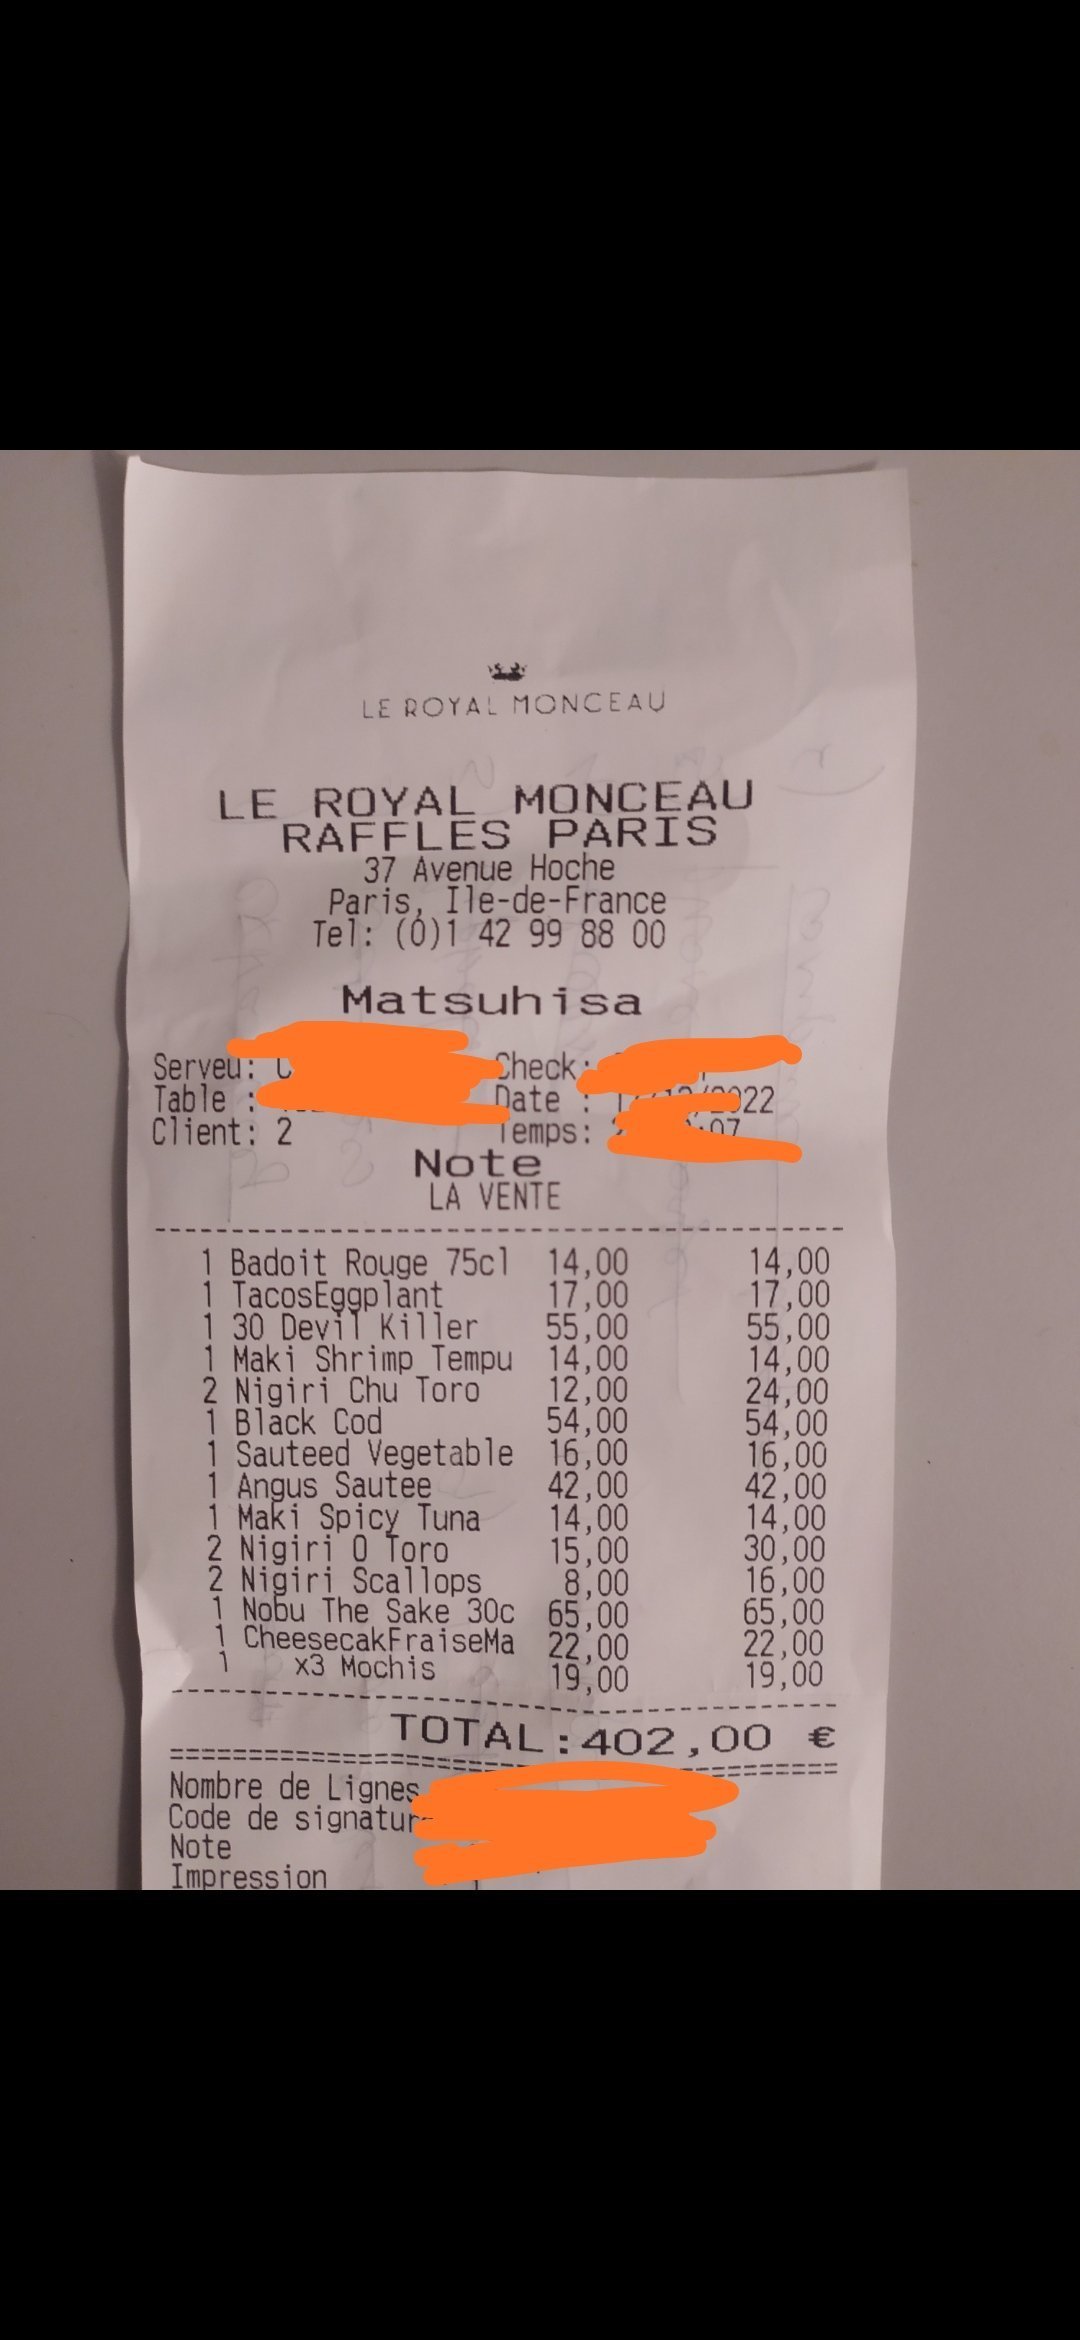 LE ROYAL MONCEAU
LE ROYAL MONCEAU
RAFFLES PARIS
37 Avenue Hoche
Paris, Ile-de-France
Tel: (0)1 42 99 88 00
Matsuhisa
Serveu: Check:
Table : Date : /2022
Client: 2 Temps: :07
Note
LA VENTE
1 Badoit Rouge 75cl 14,00 14,00
1 TacosEggplant 17,00 17,00
1 30 Devil Killer 55,00 55,00
1 Maki Shrimp Tempu 14,00 14,00
2 Nigiri Chu Toro 12,00 24,00
1 Black Cod 54,00 54,00
1 Sauteed Vegetable 16,00 16,00
1 Angus Sautee 42,00 42,00
1 Maki Spicy Tuna 14,00 14,00
2 Nigiri O Toro 15,00 30,00
2 Nigiri Scallops 8,00 16,00
1 Nobu The Sake 30c 65,00 65,00
1 CheesecakFraiseMa 22,00 22,00
1 x3 Mochis 19,00 19,00
TOTAL:402,00 €
Nombre de Lignes
Code de signatur
Note
Impression